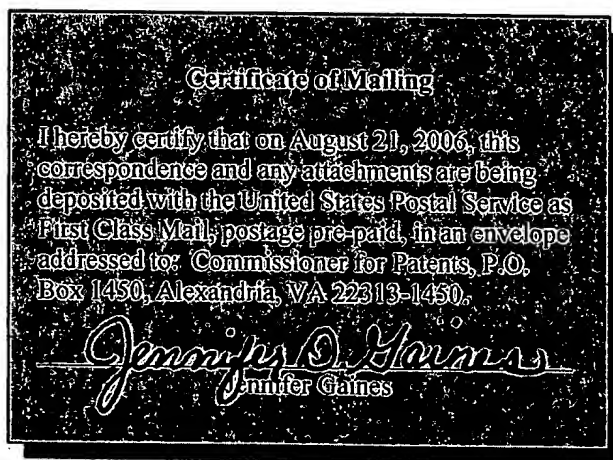 Certificate of Mailing
I hereby certify that on August 21, 2006, this
correspondence and any attachments are being
deposited with the United States Postal Service as
First Class Mail, postage pre-paid, in an envelope
addressed to: Commissioner for Patents, P.O.
Box 1450, Alexandria, VA 22313-1450.
Jennifer D. Gaines
Jennifer Gaines